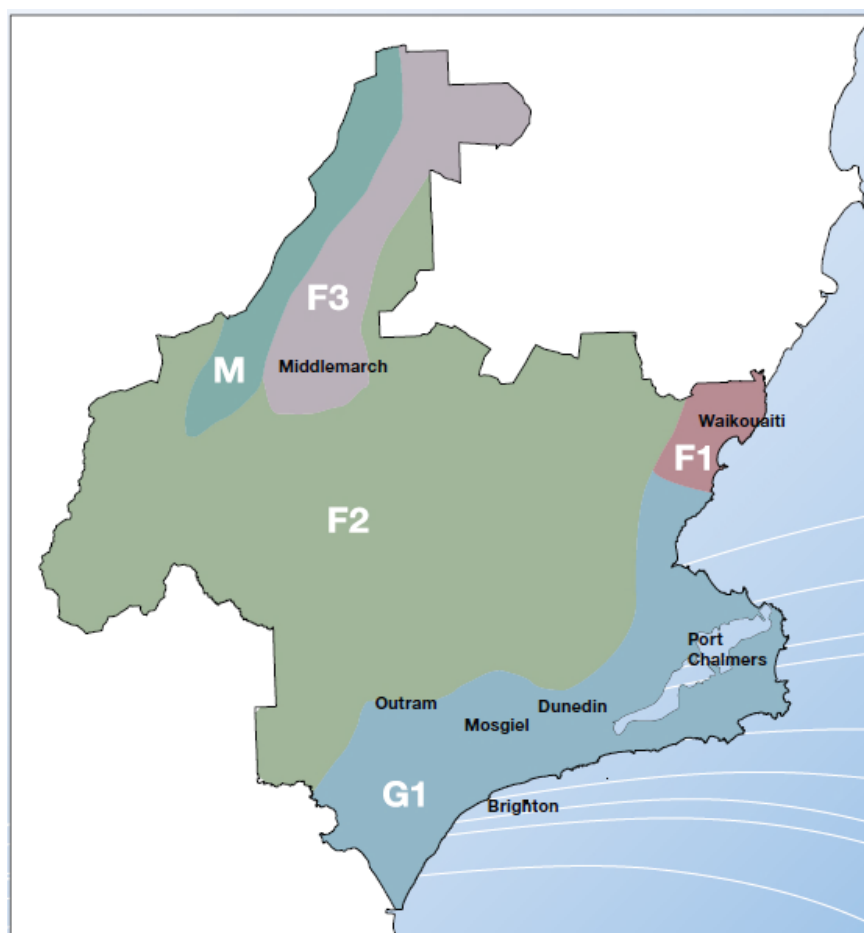 F3
Middlemarch
M
Waikouaiti
F1
F2
Port
Chalmers
Outram
Dunedin
Mosgiel
G1
Brighton